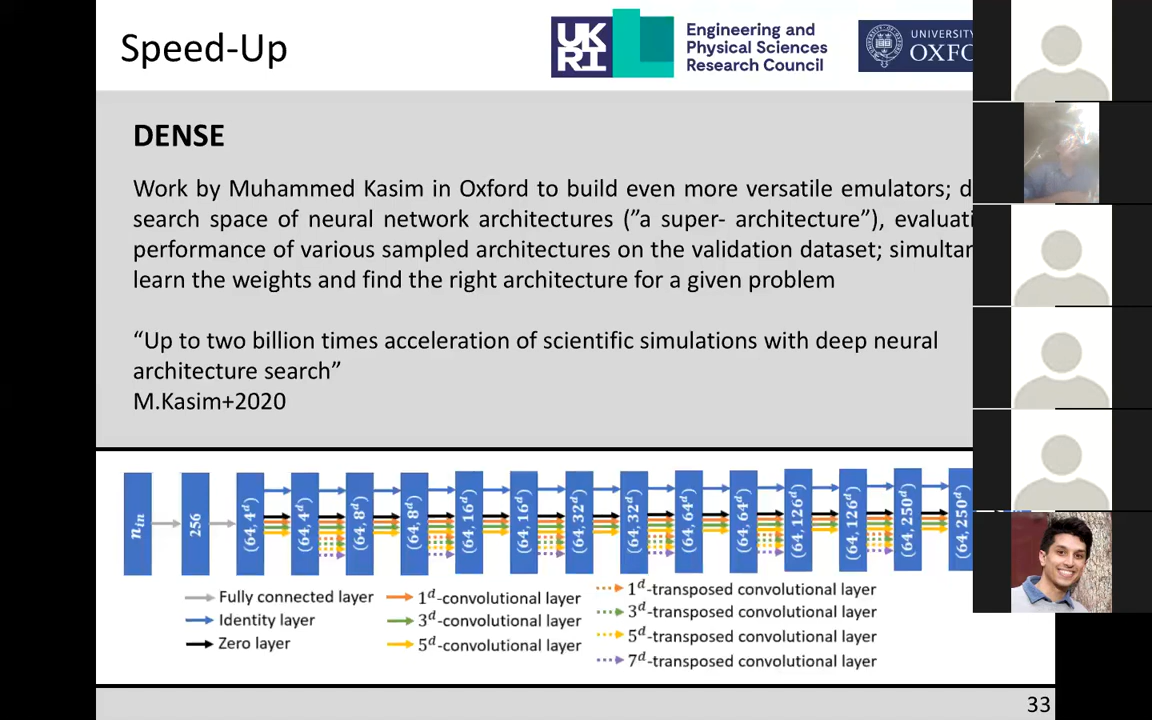 Speed-Up
UK
RI
Engineering and
Physical Sciences
Research Council
UNIVERSITY
DENSE
Work by Muhammed Kasim in Oxford to build even more versatile emulators;
search space of neural network architectures (”a super- architecture”),
performance of various sampled architectures on the validation dataset;
learn the weights and find the right architecture for a given problem
“Up to two billion times acceleration of scientific simulations with deep neural
architecture search”
M.Kasim+2020
n_in
256
(64, 4^d)
(64, 4^d)
(64, 8^d)
(64, 8^d)
(64, 16^d)
(64, 16^d)
(64, 32^d)
(64, 32^d)
(64, 64^d)
(64, 64^d)
(64, 126^d)
(64, 126^d)
(64, 250^d)
(64, 250^d)
Fully connected layer
Identity layer
Zero layer
1^d-convolutional layer
3^d-convolutional layer
5^d-convolutional layer
1^d-transposed convolutional layer
3^d-transposed convolutional layer
5^d-transposed convolutional layer
7^d-transposed convolutional layer
33